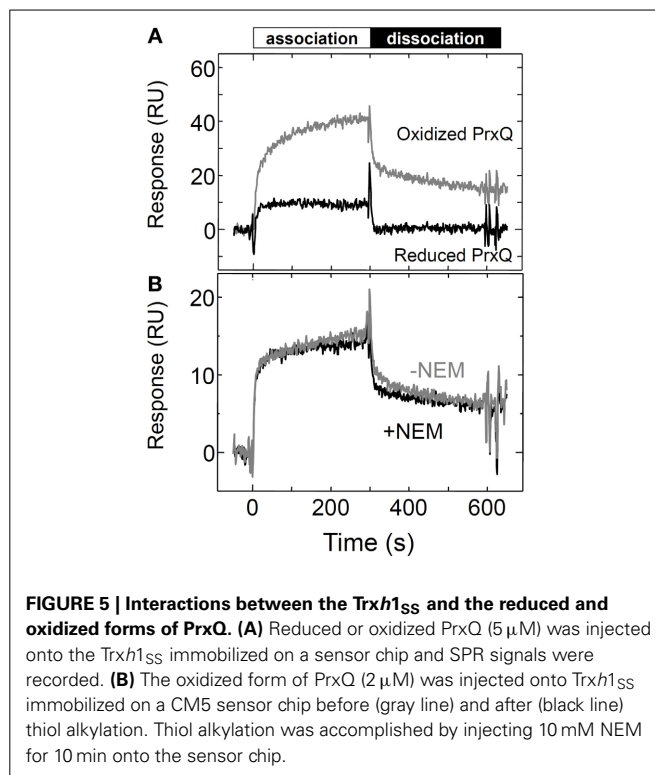 A
association
dissociation
60
40
20
0
Response (RU)
Oxidized PrxQ
Reduced PrxQ
B
20
10
0
Response (RU)
-NEM
+NEM
0
200
400
600
Time (s)
FIGURE 5 | Interactions between the Trxh1SS and the reduced and
oxidized forms of PrxQ. (A) Reduced or oxidized PrxQ (5 μM) was injected
onto the Trxh1SS immobilized on a sensor chip and SPR signals were
recorded. (B) The oxidized form of PrxQ (2 μM) was injected onto Trxh1SS
immobilized on a CM5 sensor chip before (gray line) and after (black line)
thiol alkylation. Thiol alkylation was accomplished by injecting 10 mM NEM
for 10 min onto the sensor chip.